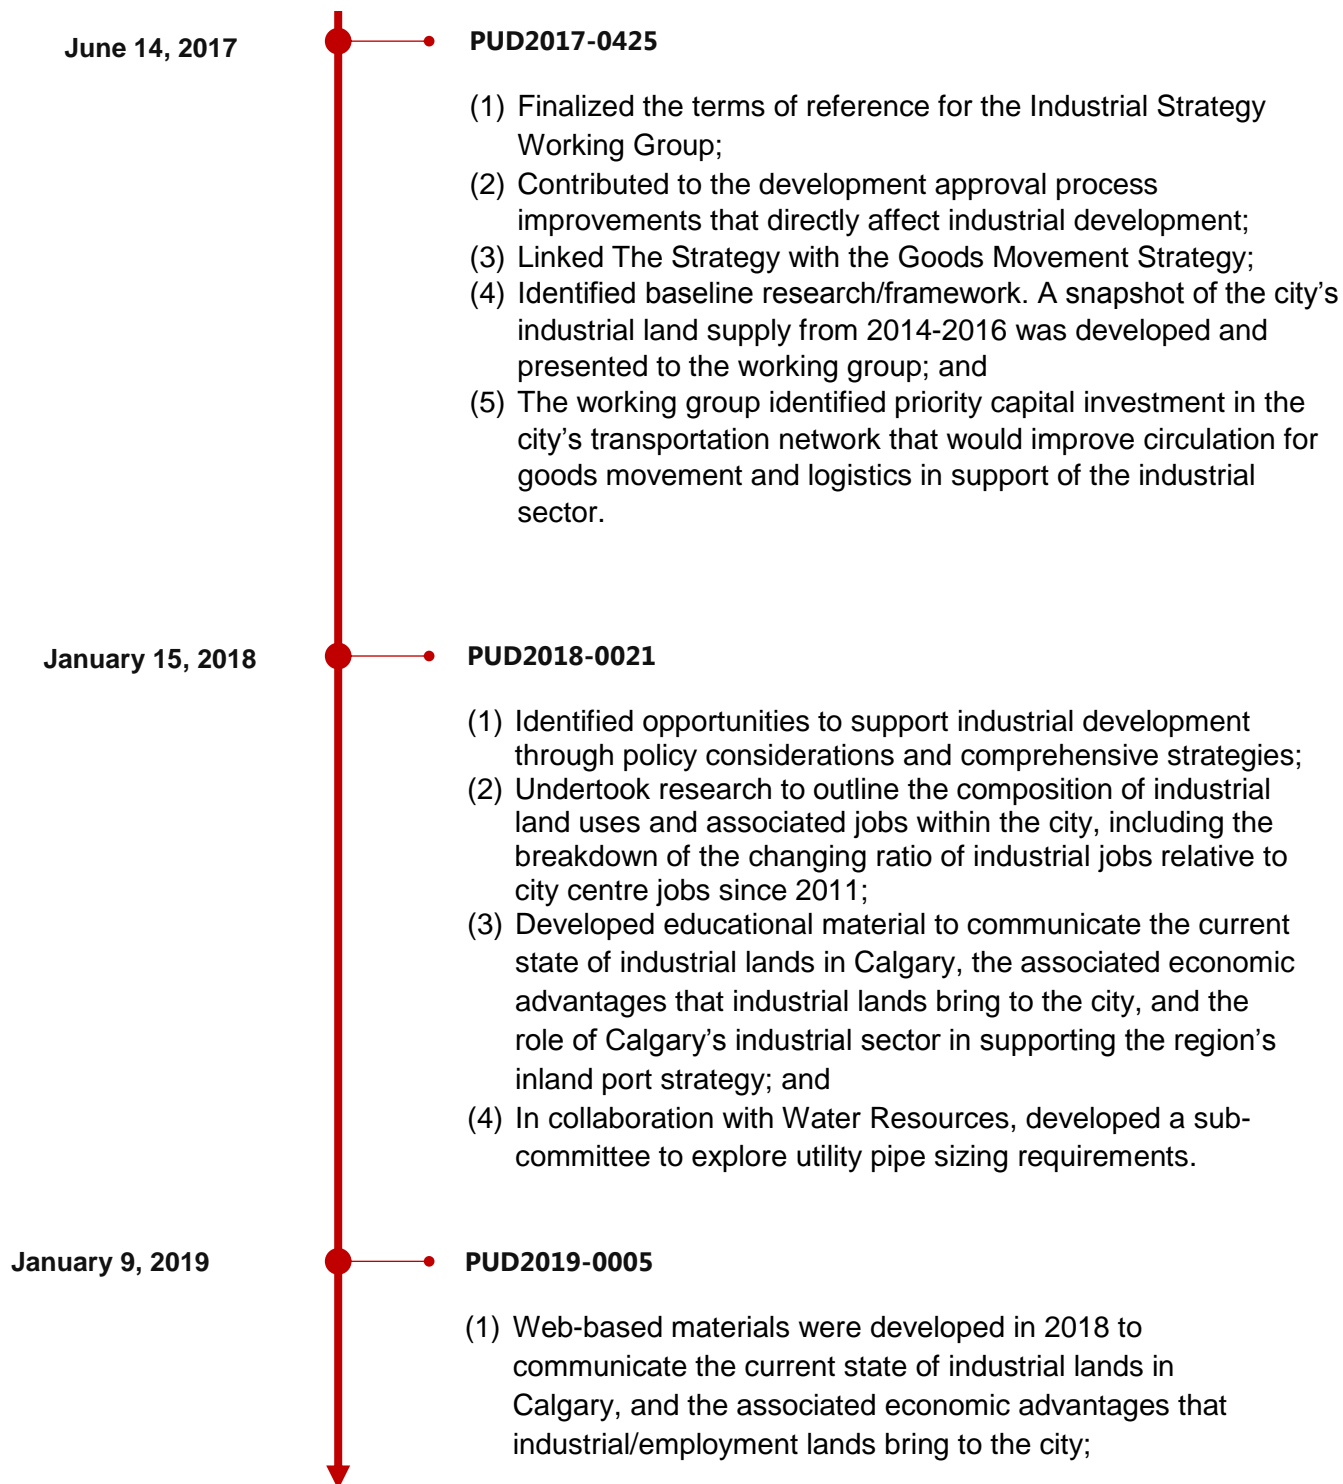 June 14, 2017
PUD2017-0425
(1) Finalized the terms of reference for the Industrial Strategy
Working Group;
(2) Contributed to the development approval process
improvements that directly affect industrial development;
(3) Linked The Strategy with the Goods Movement Strategy;
(4) Identified baseline research/framework. A snapshot of the city’s
industrial land supply from 2014-2016 was developed and
presented to the working group; and
(5) The working group identified priority capital investment in the
city’s transportation network that would improve circulation for
goods movement and logistics in support of the industrial
sector.
January 15, 2018
PUD2018-0021
(1) Identified opportunities to support industrial development
through policy considerations and comprehensive strategies;
(2) Undertook research to outline the composition of industrial
land uses and associated jobs within the city, including the
breakdown of the changing ratio of industrial jobs relative to
city centre jobs since 2011;
(3) Developed educational material to communicate the current
state of industrial lands in Calgary, the associated economic
advantages that industrial lands bring to the city, and the
role of Calgary’s industrial sector in supporting the region’s
inland port strategy; and
(4) In collaboration with Water Resources, developed a sub-
committee to explore utility pipe sizing requirements.
January 9, 2019
PUD2019-0005
(1) Web-based materials were developed in 2018 to
communicate the current state of industrial lands in
Calgary, and the associated economic advantages that
industrial/employment lands bring to the city;